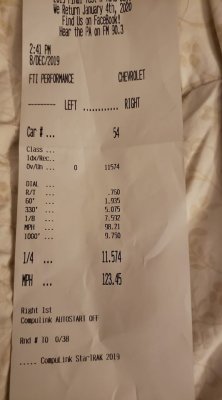 We Return January 4th, 2020
Find Us on FaceBook!
Hear the PA on FM 90.3
2:41 PM
8/DEC/2019
FTI PERFORMANCE CHEVROLET
-------- LEFT ............ RIGHT
Car # ... 54
Class ...
Idx/Rec..
Ov/Un ... 0 11574
DIAL ...
R/T ... .750
60' ... 1.935
330' ... 5.075
1/8 ... 7.532
MPH ... 98.21
1000' ... 9.750
1/4 ... 11.574
MPH ... 123.45
Right 1st
CompuLink AUTOSTART OFF
Rnd # 10 0/38
..... CompuLink StarTRAK 2019